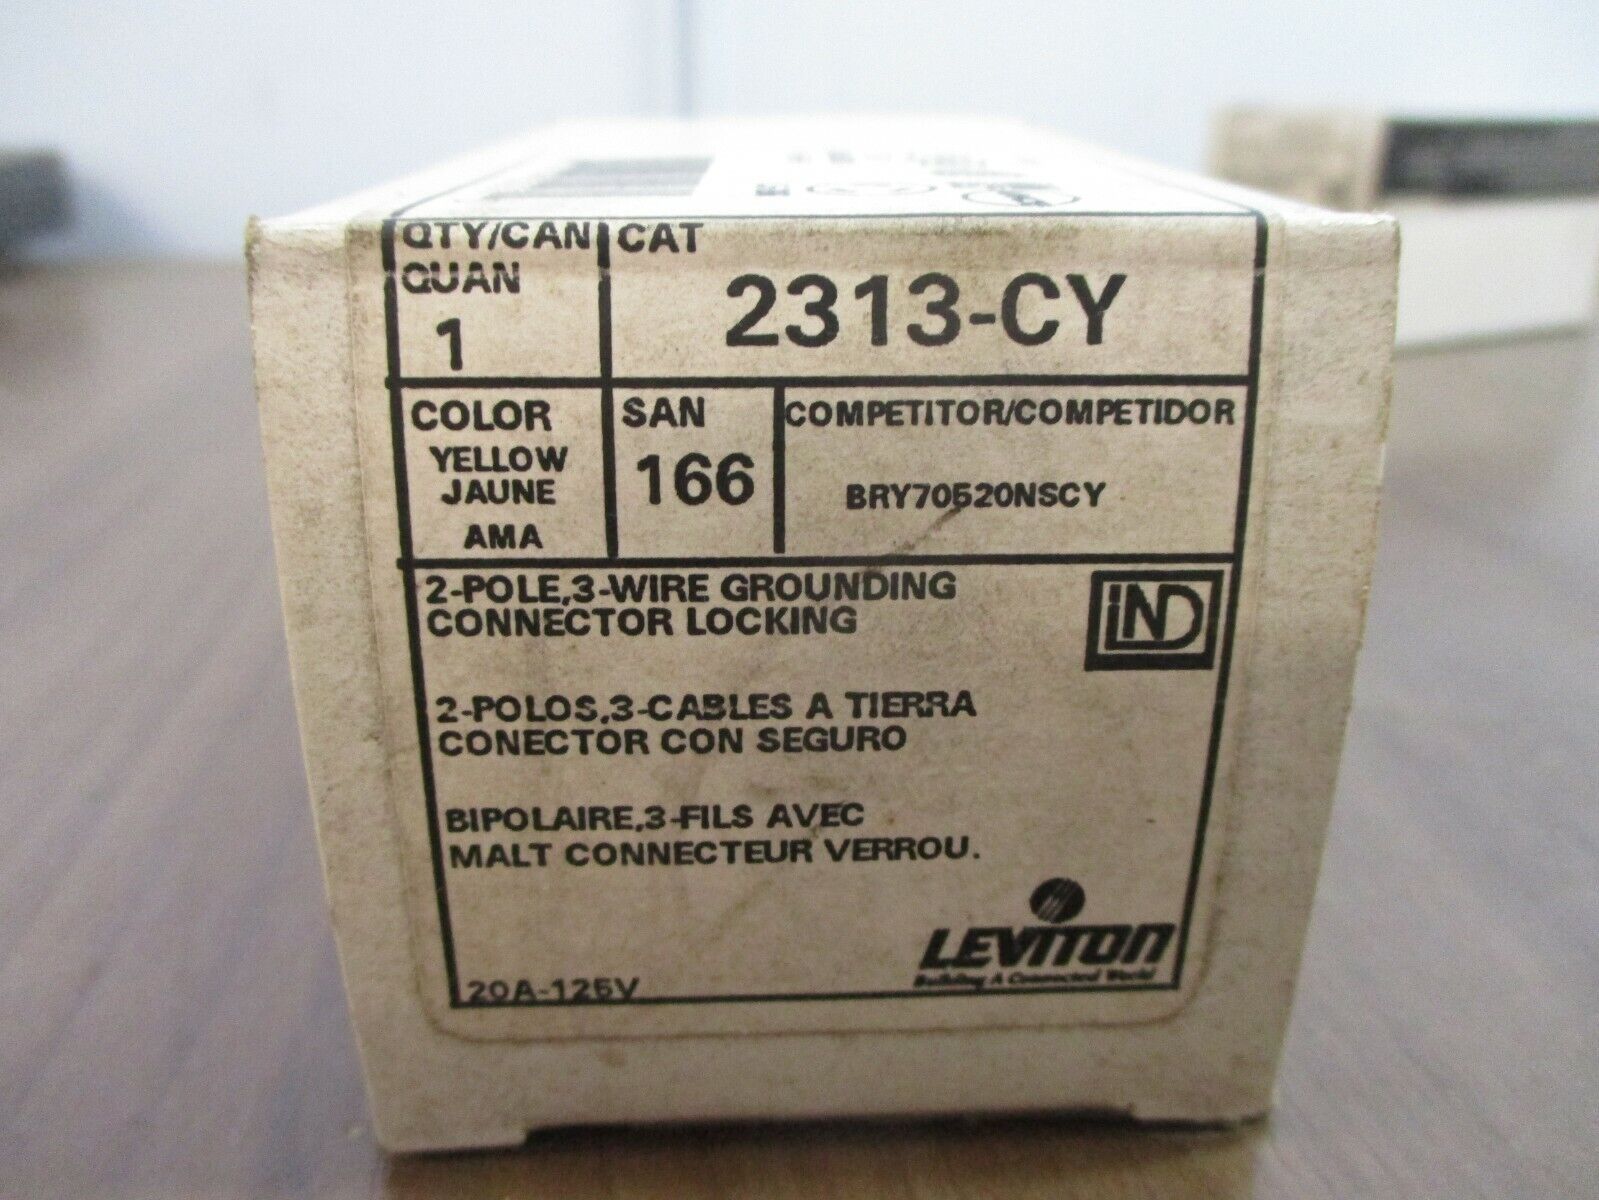 QTY/CAN
QUAN
1
CAT
2313-CY
COLOR
YELLOW
JAUNE
AMA
SAN
166
COMPETITOR/COMPETIDOR
BRY70520NSCY
2-POLE,3-WIRE GROUNDING
CONNECTOR LOCKING
IND
2-POLOS,3-CABLES A TIERRA
CONECTOR CON SEGURO
BIPOLAIRE,3-FILS AVEC
MALT CONNECTEUR VERROU.
20A-125V
LEVITON
Building A Connected World